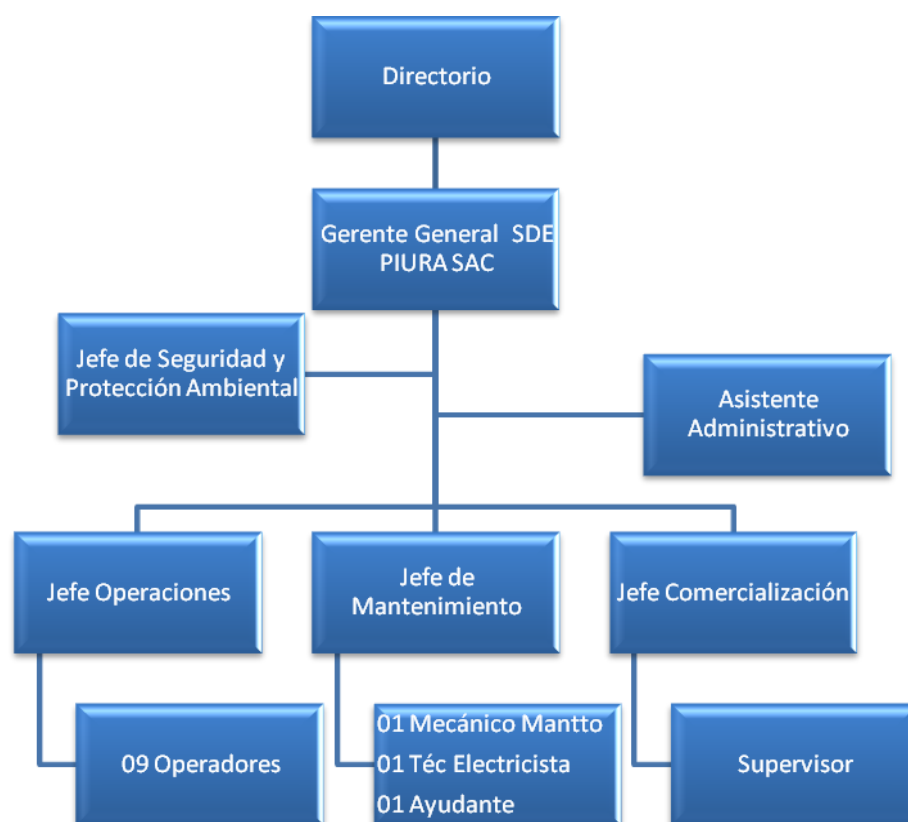 Directorio
Gerente General SDE
PIURA SAC
Jefe de Seguridad y
Protección Ambiental
Asistente
Administrativo
Jefe Operaciones
Jefe de
Mantenimiento
Jefe Comercialización
09 Operadores
01 Mecánico Mantto
01 Téc Electricista
01 Ayudante
Supervisor